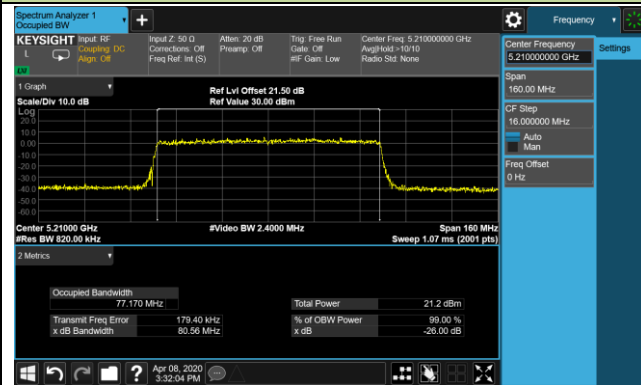 Spectrum Analyzer 1
Occupied BW
+
Frequency
KEYSIGHT Input: RF
L Coupling: DC
Align: Off
Input Z: 50 Ω
Corrections: Off
Freq Ref: Int (S)
Atten: 20 dB
Preamp: Off
Trig: Free Run
Gate: Off
#IF Gain: Low
Center Freq: 5.210000000 GHz
Avg|Hold:>10/10
Radio Std: None
LW
Center Frequency
5.210000000 GHz
Settings
Span
160.00 MHz
CF Step
16.000000 MHz
Auto
Man
Freq Offset
0 Hz
1 Graph
Scale/Div 10.0 dB
Ref Lvl Offset 21.50 dB
Ref Value 30.00 dBm
Log
20.0
10.0
0.00
-10.0
-20.0
-30.0
-40.0
-50.0
-60.0
Center 5.21000 GHz
#Res BW 820.00 kHz
#Video BW 2.4000 MHz
Span 160 MHz
Sweep 1.07 ms (2001 pts)
2 Metrics
Occupied Bandwidth
77.170 MHz
Total Power 21.2 dBm
Transmit Freq Error 179.40 kHz
% of OBW Power 99.00 %
x dB Bandwidth 80.56 MHz
x dB -26.00 dB
?
Apr 08, 2020
3:32:04 PM